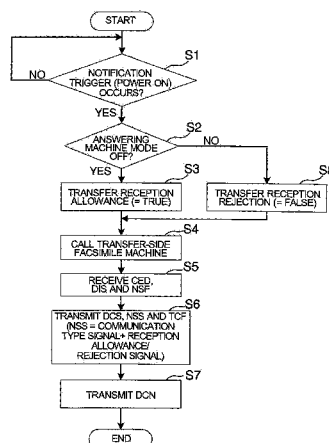 START
S1
NOTIFICATION
TRIGGER (POWER ON)
OCCURS?
NO
YES
S2
ANSWERING
MACHINE MODE
OFF?
NO
YES
S3
TRANSFER RECEPTION
ALLOWANCE (= TRUE)
S8
TRANSFER RECEPTION
REJECTION (= FALSE)
S4
CALL TRANSFER-SIDE
FACSIMILE MACHINE
S5
RECEIVE CED,
DIS AND NSF
S6
TRANSMIT DCS, NSS AND TCF
(NSS = COMMUNICATION
TYPE SIGNAL+ RECEPTION
ALLOWANCE/
REJECTION SIGNAL)
S7
TRANSMIT DCN
END